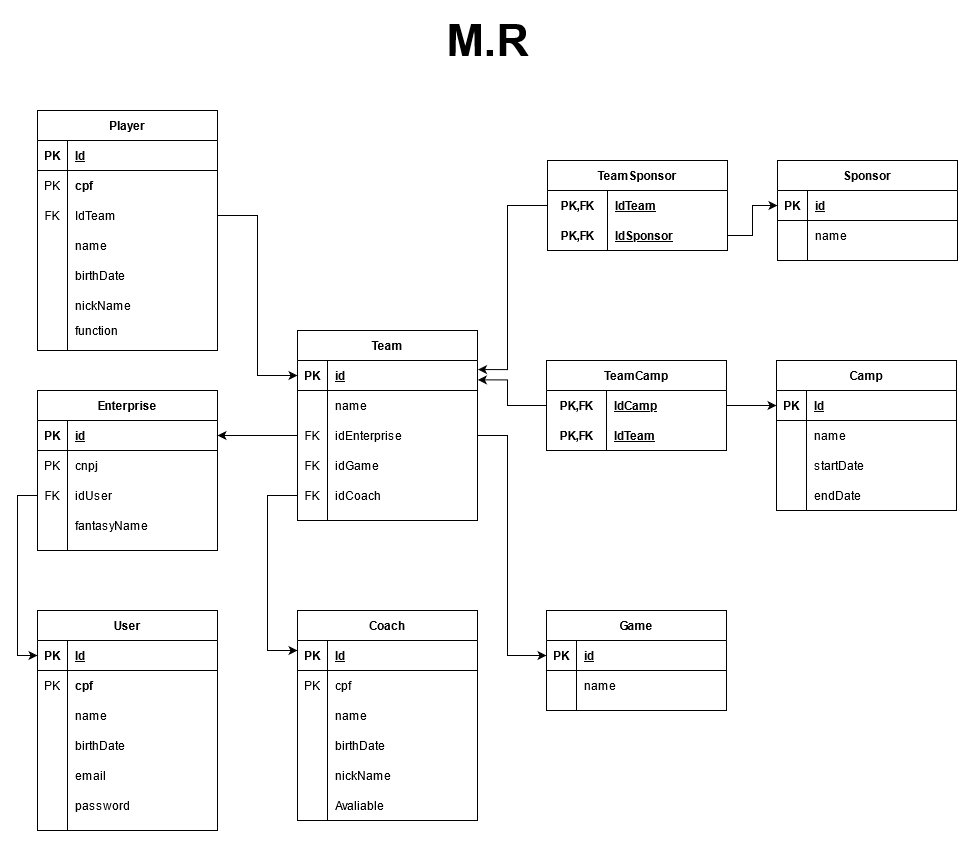 M.R
Player
PK Id
PK cpf
FK IdTeam
name
birthDate
nickName
function
TeamSponsor
PK,FK IdTeam
PK,FK IdSponsor
Sponsor
PK id
name
Team
PK id
name
FK idEnterprise
FK idGame
FK idCoach
TeamCamp
PK,FK IdCamp
PK,FK IdTeam
Camp
PK Id
name
startDate
endDate
Enterprise
PK id
PK cnpj
FK idUser
fantasyName
User
PK Id
PK cpf
name
birthDate
email
password
Coach
PK Id
PK cpf
name
birthDate
nickName
Avaliable
Game
PK id
name